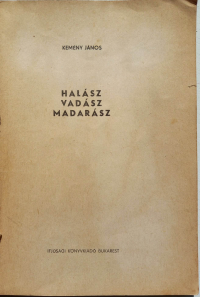 KEMÉNY JÁNOS
HALÁSZ
VADÁSZ
MADARÁSZ
IFJÚSÁGI KÖNYVKIADÓ BUKAREST